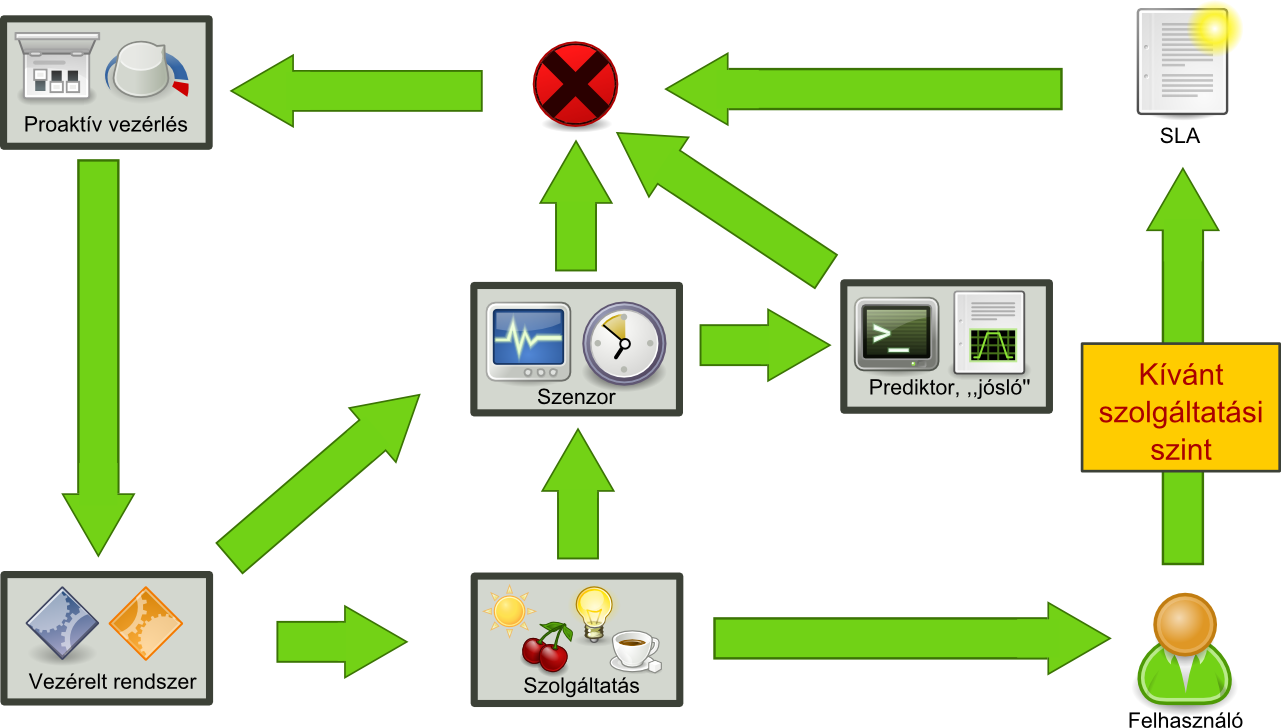 Proaktív vezérlés
SLA
Szenzor
Prediktor, ,,jósló"
Kívánt
szolgáltatási
szint
>_
Vezérelt rendszer
Szolgáltatás
Felhasználó